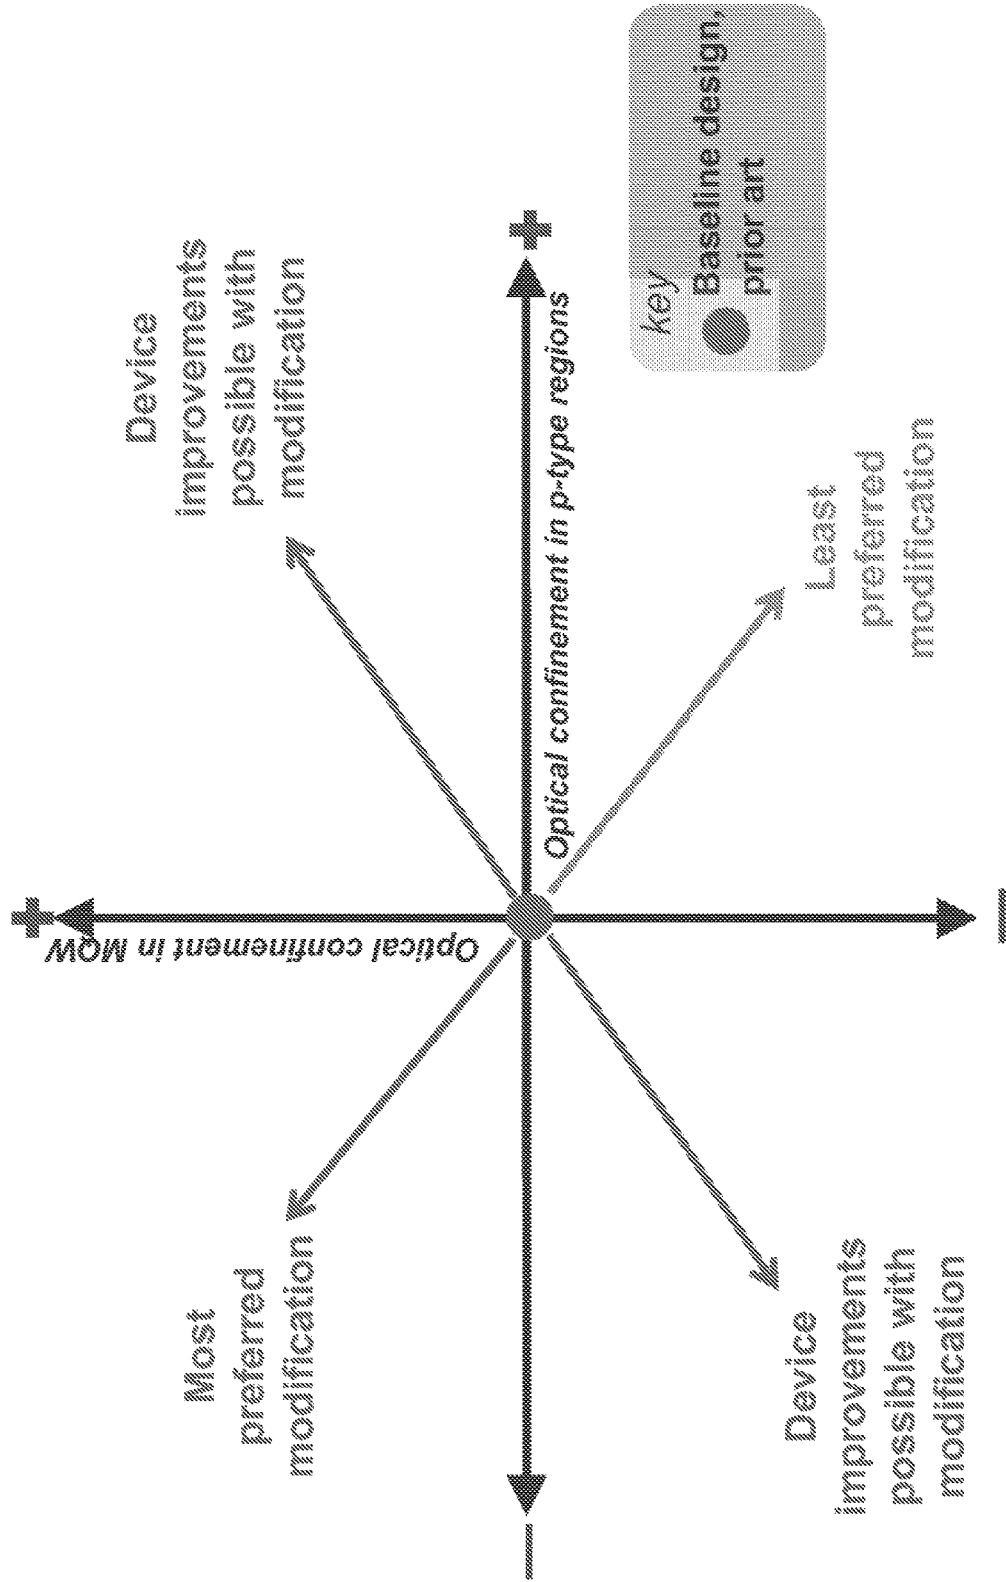 +
Most
preferred
modification
Device
improvements
possible with
modification
Optical confinement in MQW
–
+
Optical confinement in p-type regions
key
Baseline design,
prior art
Device
improvements
possible with
modification
Least
preferred
modification
–